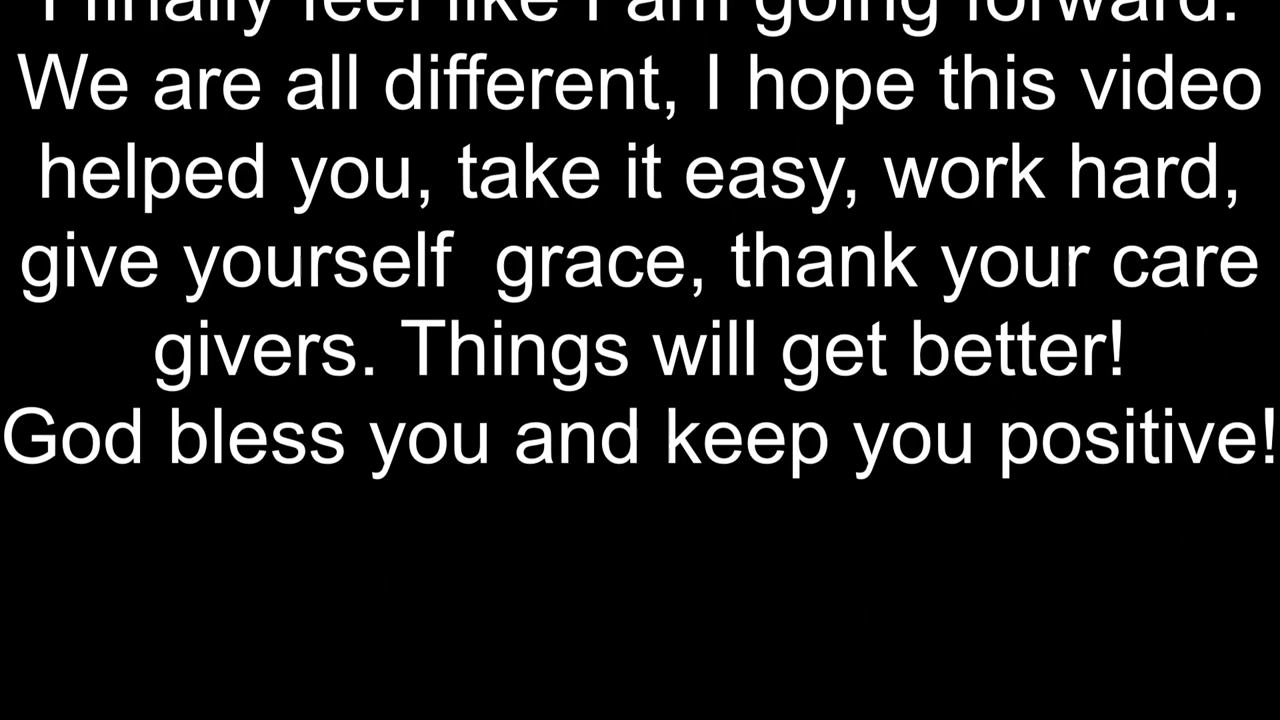 I finally feel like I am going forward.
We are all different, I hope this video
helped you, take it easy, work hard,
give yourself  grace, thank your care
givers. Things will get better!
God bless you and keep you positive!